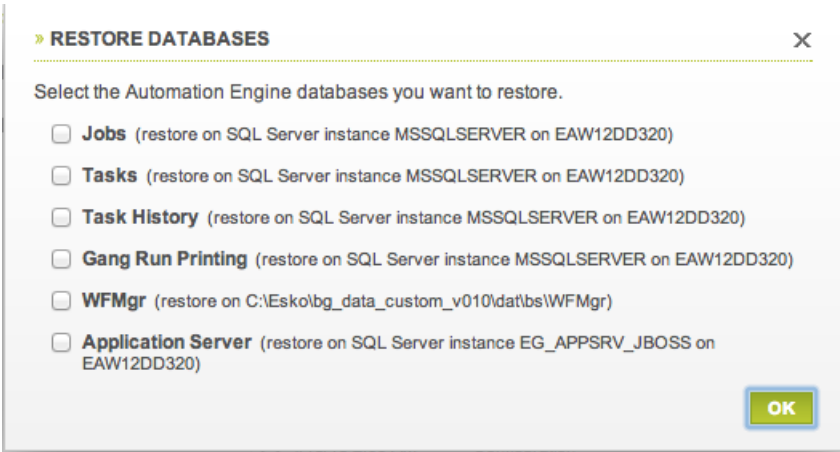 » RESTORE DATABASES
Select the Automation Engine databases you want to restore.
Jobs (restore on SQL Server instance MSSQLSERVER on EAW12DD320)
Tasks (restore on SQL Server instance MSSQLSERVER on EAW12DD320)
Task History (restore on SQL Server instance MSSQLSERVER on EAW12DD320)
Gang Run Printing (restore on SQL Server instance MSSQLSERVER on EAW12DD320)
WFMgr (restore on C:\Esko\bg_data_custom_v010\dat\bs\WFMgr)
Application Server (restore on SQL Server instance EG_APPSRV_JBOSS on
EAW12DD320)
OK